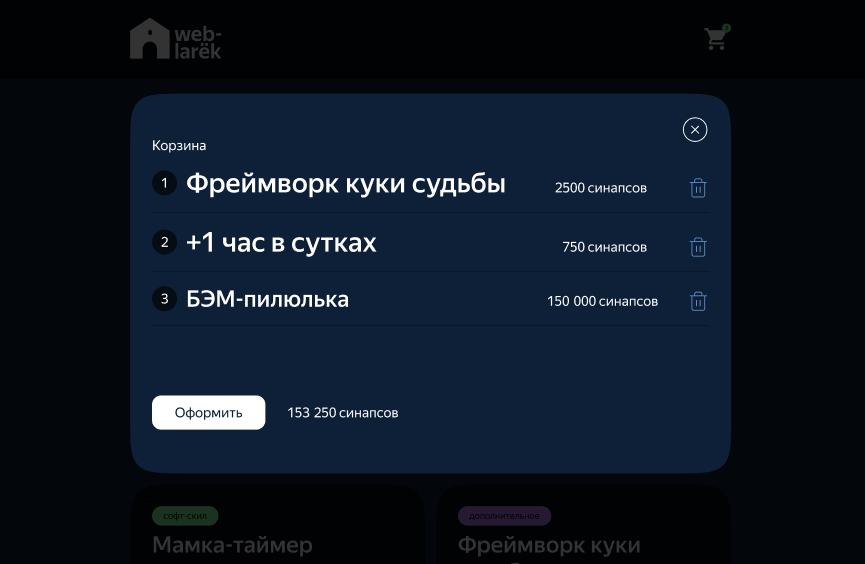 web-
larёk
Корзина
1 Фреймворк куки судьбы 2500 синапсов
2 +1 час в сутках 750 синапсов
3 БЭМ-пилюлька 150 000 синапсов
Оформить 153 250 синапсов
софт-скил дополнительное
Мамка-таймер Фреймворк куки